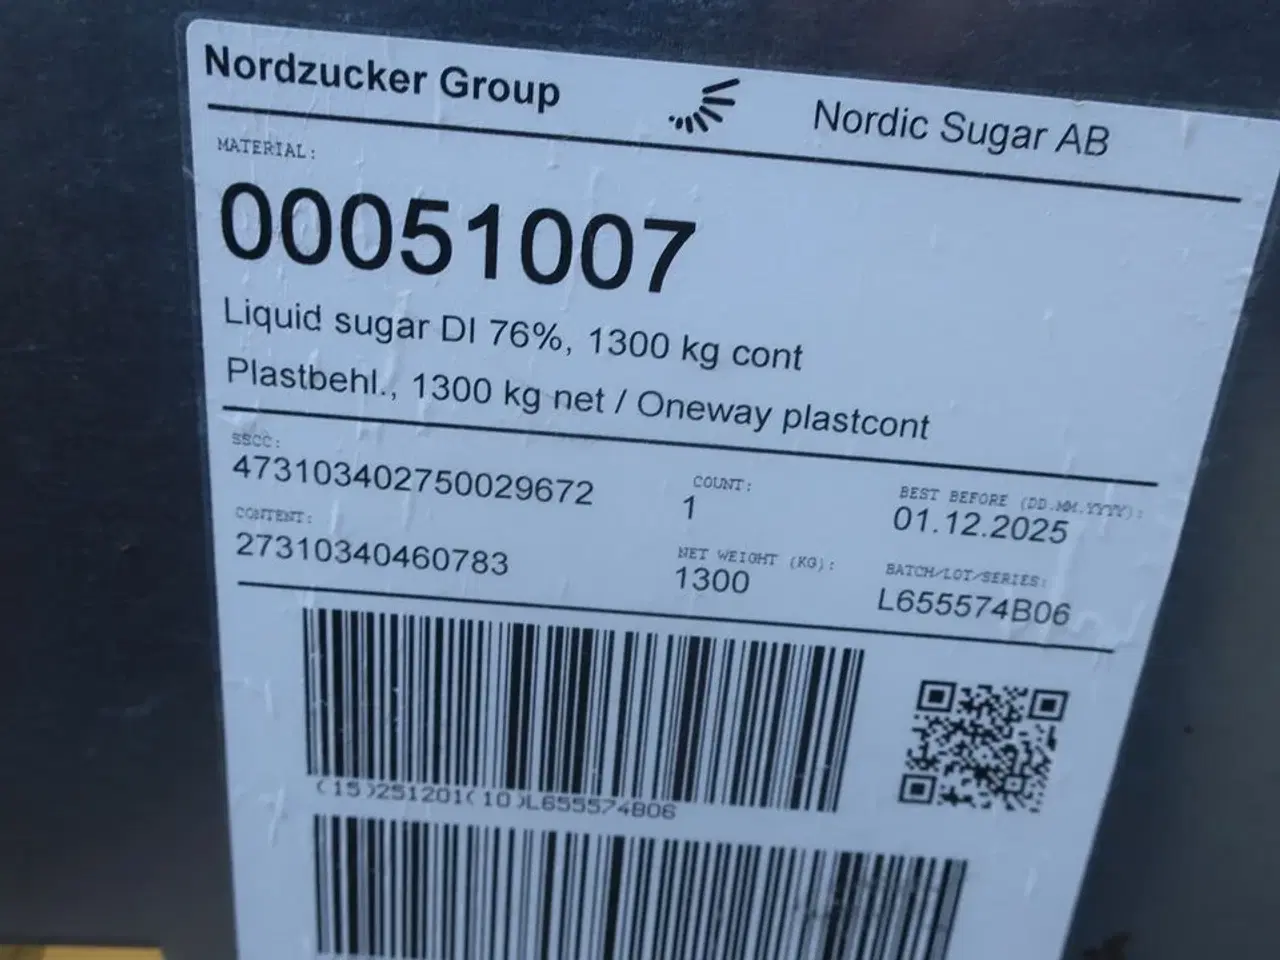 Nordzucker Group
Nordic Sugar AB
MATERIAL:
00051007
Liquid sugar DI 76%, 1300 kg cont
Plastbehl., 1300 kg net / Oneway plastcont
SSCC:
473103402750029672
COUNT:
1
BEST BEFORE (DD.MM.YYYY):
01.12.2025
CONTENT:
27310340460783
NET WEIGHT (KG):
1300
BATCH/LOT/SERIES:
L655574B06
(15)251201(10)L655574B06